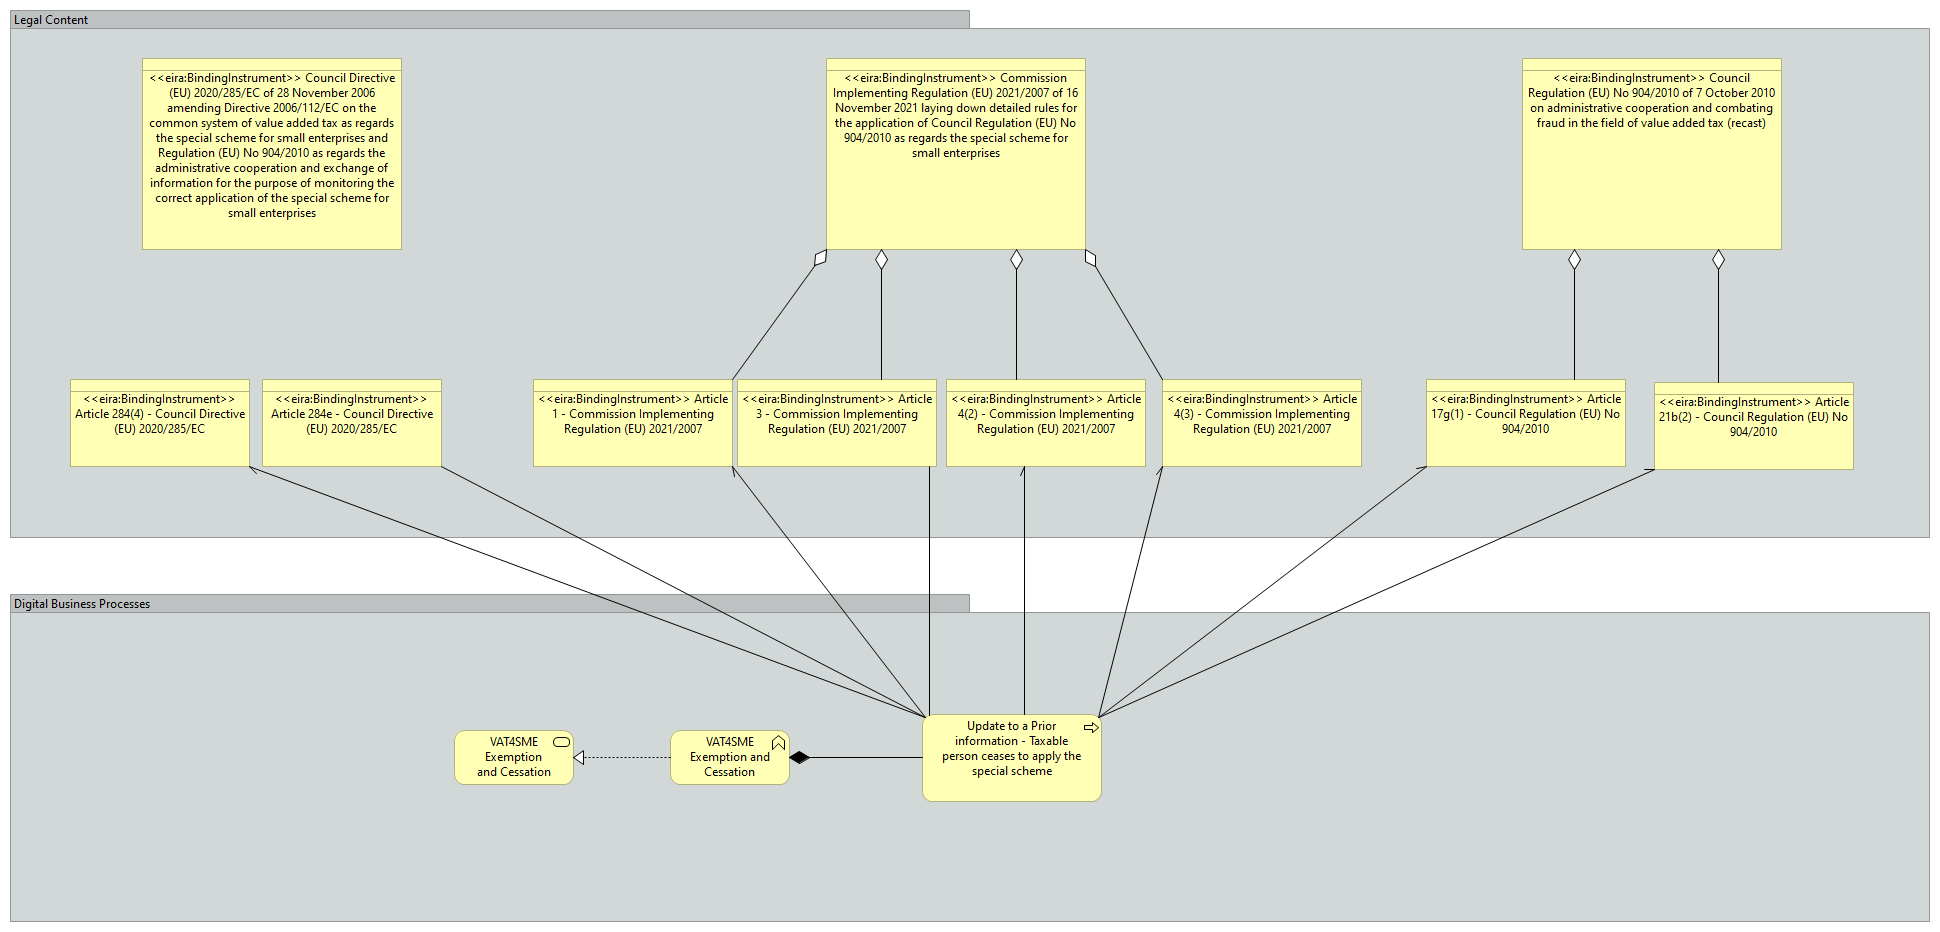 Legal Content
<<eira:BindingInstrument>> Council Directive
(EU) 2020/285/EC of 28 November 2006
amending Directive 2006/112/EC on the
common system of value added tax as regards
the special scheme for small enterprises and
Regulation (EU) No 904/2010 as regards the
administrative cooperation and exchange of
information for the purpose of monitoring the
correct application of the special scheme for
small enterprises
<<eira:BindingInstrument>> Commission
Implementing Regulation (EU) 2021/2007 of 16
November 2021 laying down detailed rules for
the application of Council Regulation (EU) No
904/2010 as regards the special scheme for
small enterprises
<<eira:BindingInstrument>> Council
Regulation (EU) No 904/2010 of 7 October 2010
on administrative cooperation and combating
fraud in the field of value added tax (recast)
<<eira:BindingInstrument>>
Article 284(4) - Council Directive
(EU) 2020/285/EC
<<eira:BindingInstrument>>
Article 284e - Council Directive
(EU) 2020/285/EC
<<eira:BindingInstrument>> Article
1 - Commission Implementing
Regulation (EU) 2021/2007
<<eira:BindingInstrument>> Article
3 - Commission Implementing
Regulation (EU) 2021/2007
<<eira:BindingInstrument>> Article
4(2) - Commission Implementing
Regulation (EU) 2021/2007
<<eira:BindingInstrument>> Article
4(3) - Commission Implementing
Regulation (EU) 2021/2007
<<eira:BindingInstrument>> Article
17g(1) - Council Regulation (EU) No
904/2010
<<eira:BindingInstrument>> Article
21b(2) - Council Regulation (EU) No
904/2010
Digital Business Processes
VAT4SME
Exemption
and Cessation
VAT4SME
Exemption and
Cessation
Update to a Prior
information - Taxable
person ceases to apply the
special scheme